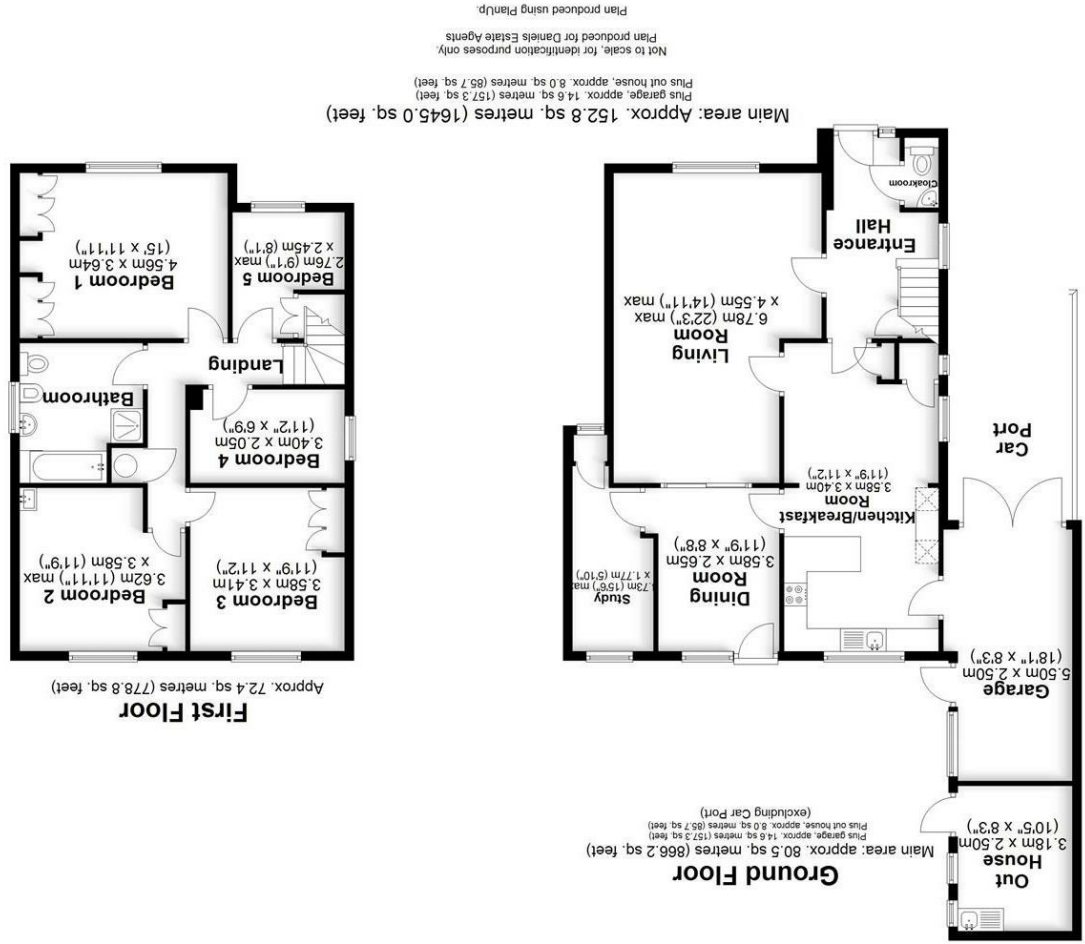 Ground Floor
Main area: approx. 80.5 sq. metres (866.2 sq. feet)
Plus garage, approx. 14.6 sq. metres (157.3 sq. feet)
Plus out house, approx. 8.0 sq. metres (85.7 sq. feet)
(excluding Car Port)
Out
House
3.18m x 2.50m
(10'5" x 8'3")
Garage
5.50m x 2.50m
(18'1" x 8'3")
Car
Port
Kitchen/Breakfast
Room
3.58m x 3.40m
(11'9" x 11'2")
Dining
Room
3.58m x 2.65m
(11'9" x 8'8")
Study
4.73m (15'6") max
x 1.77m (5'10")
Living
Room
6.78m (22'3") max
x 4.55m (14'11") max
Entrance
Hall
Cloakroom
First Floor
Approx. 72.4 sq. metres (778.8 sq. feet)
Bedroom 3
3.58m x 3.41m
(11'9" x 11'2")
Bedroom 2
3.62m (11'11") max
x 3.58m (11'9")
Bedroom 4
3.40m x 2.05m
(11'2" x 6'9")
Bathroom
Landing
Bedroom 5
2.76m (9'1") max
x 2.45m (8'1")
Bedroom 1
4.56m x 3.64m
(15' x 11'11")
Main area: Approx. 152.8 sq. metres (1645.0 sq. feet)
Plus garage, approx. 14.6 sq. metres (157.3 sq. feet)
Plus out house, approx. 8.0 sq. metres (85.7 sq. feet)
Not to scale, for identification purposes only.
Plan produced for Daniels Estate Agents
Plan produced using PlanUp.